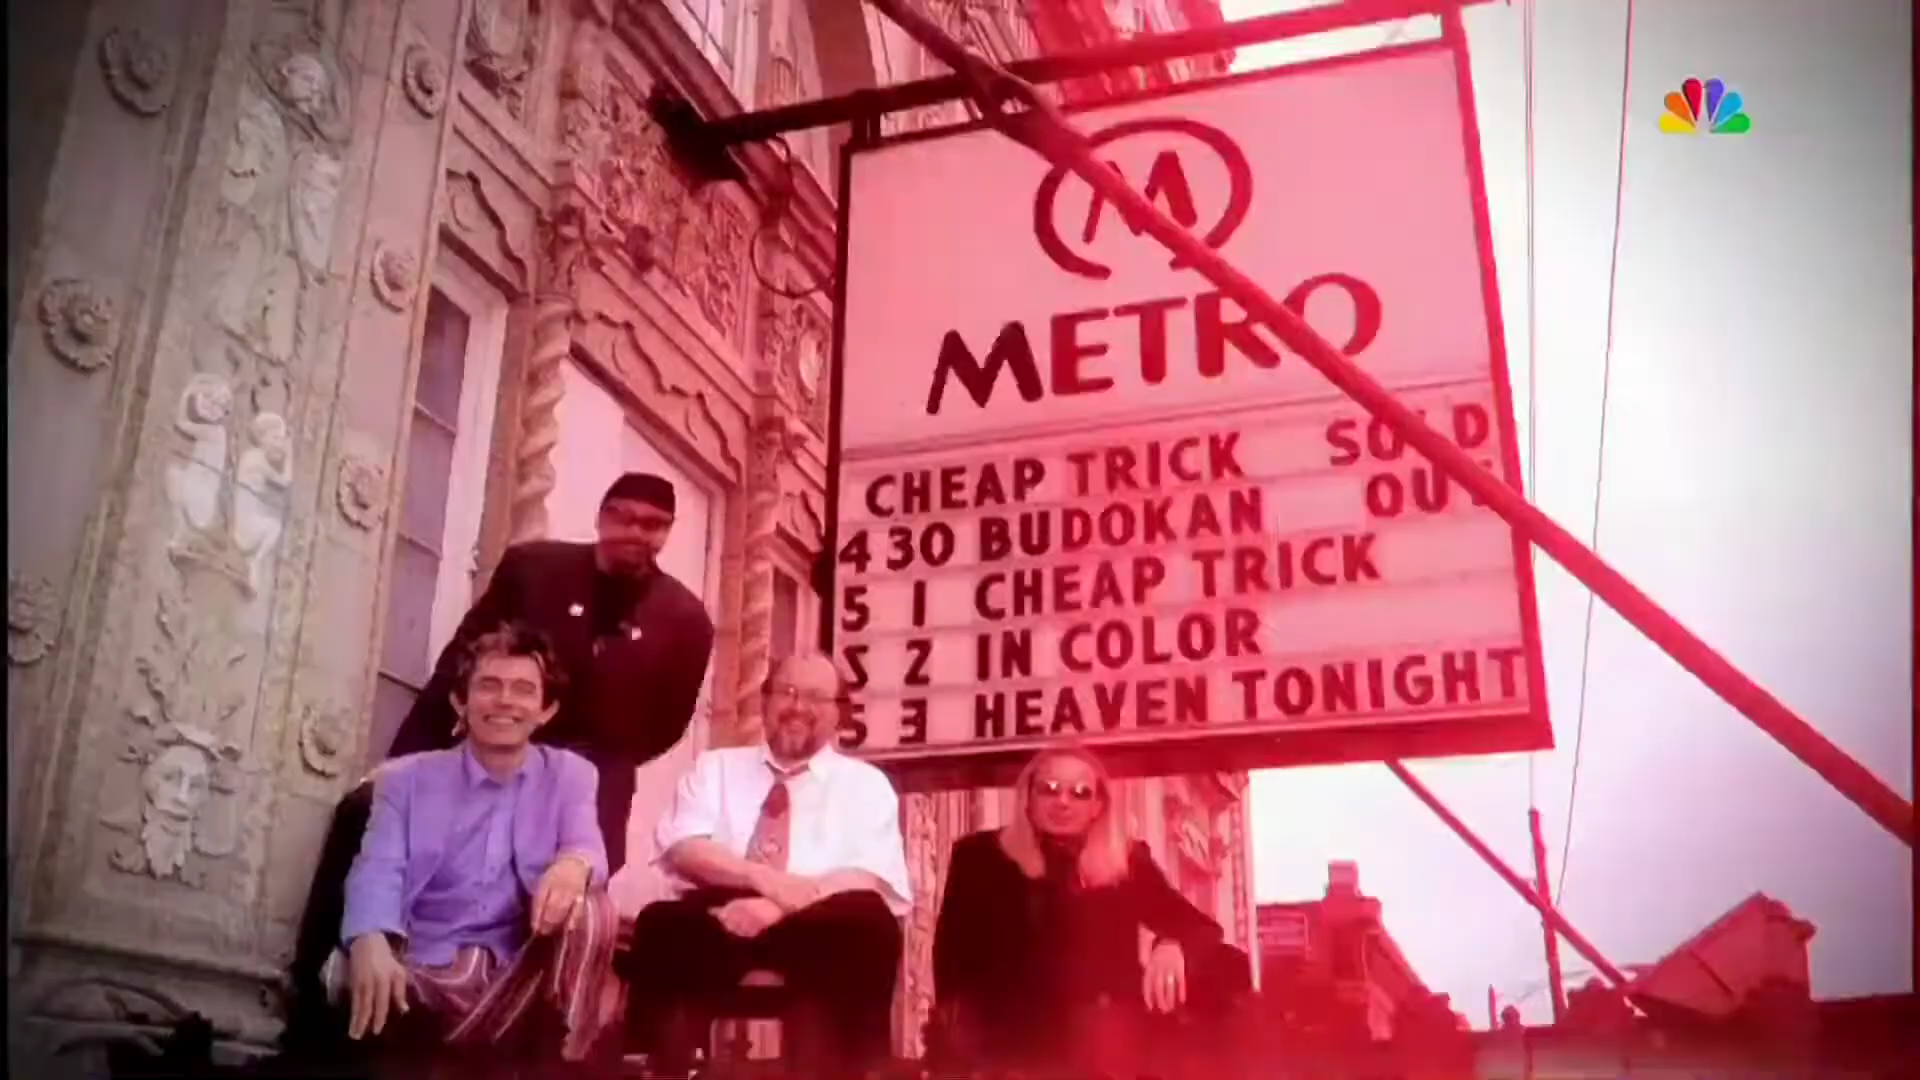 M
METRO
CHEAP TRICK SOLD
4 30 BUDOKAN OUT
5 1 CHEAP TRICK
5 2 IN COLOR
5 3 HEAVEN TONIGHT